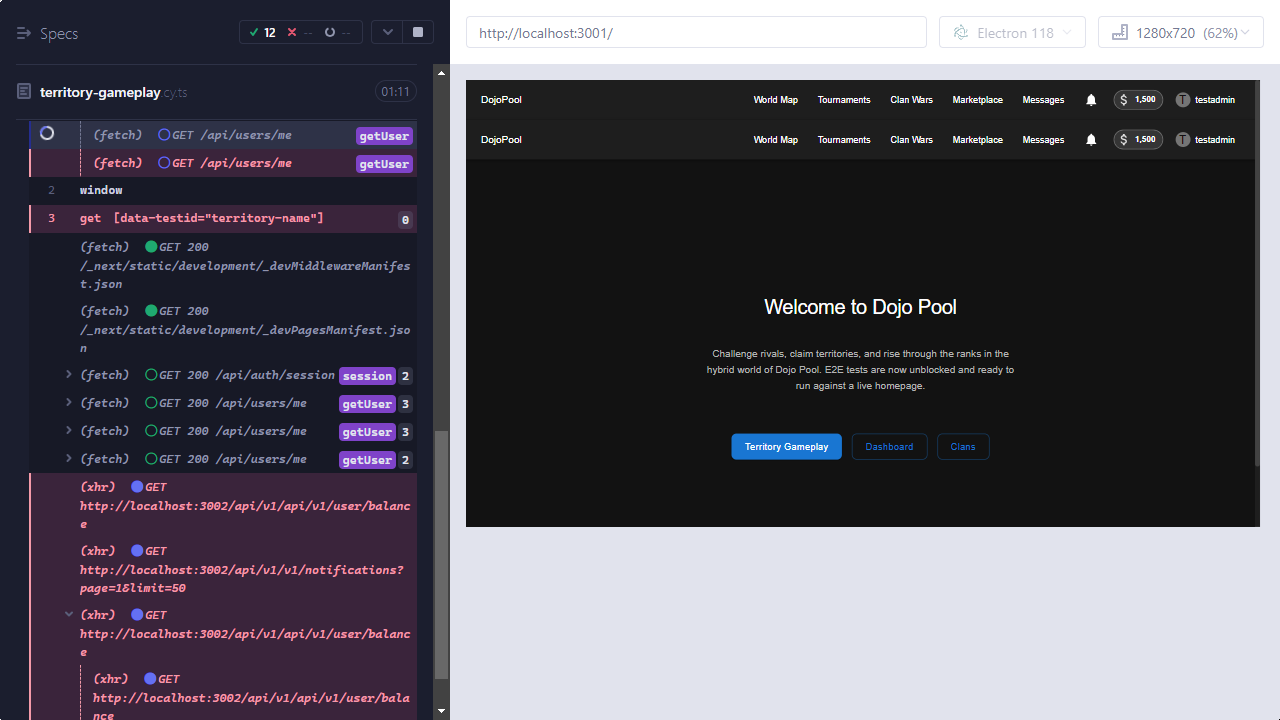 Specs
12 -- --
territory-gameplay.cy.ts 01:11
(fetch) GET /api/users/me getUser
(fetch) GET /api/users/me getUser
2 window
3 get [data-testid="territory-name"] 0
(fetch) GET 200
/_next/static/development/_devMiddlewareManifes
t.json
(fetch) GET 200
/_next/static/development/_devPagesManifest.jso
n
(fetch) GET 200 /api/auth/session session 2
(fetch) GET 200 /api/users/me getUser 3
(fetch) GET 200 /api/users/me getUser 3
(fetch) GET 200 /api/users/me getUser 2
(xhr) GET
http://localhost:3002/api/v1/api/v1/user/balanc
e
(xhr) GET
http://localhost:3002/api/v1/v1/notifications?
page=1&limit=50
(xhr) GET
http://localhost:3002/api/v1/api/v1/user/balanc
e
(xhr) GET
http://localhost:3002/api/v1/api/v1/user/bala
nce
http://localhost:3001/
Electron 118
1280x720 (62%)
DojoPool World Map Tournaments Clan Wars Marketplace Messages $ 1,500 T testadmin
DojoPool World Map Tournaments Clan Wars Marketplace Messages $ 1,500 T testadmin
Welcome to Dojo Pool
Challenge rivals, claim territories, and rise through the ranks in the
hybrid world of Dojo Pool. E2E tests are now unblocked and ready to
run against a live homepage.
Territory Gameplay Dashboard Clans